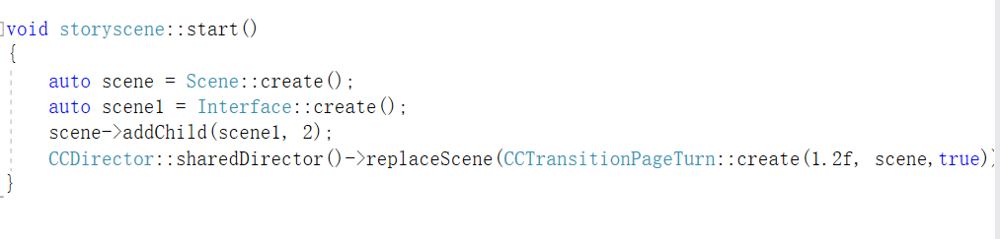 void storyscene::start()
{
    auto scene = Scene::create();
    auto scene1 = Interface::create();
    scene->addChild(scene1, 2);
    CCDirector::sharedDirector()->replaceScene(CCTransitionPageTurn::create(1.2f, scene,true))
}